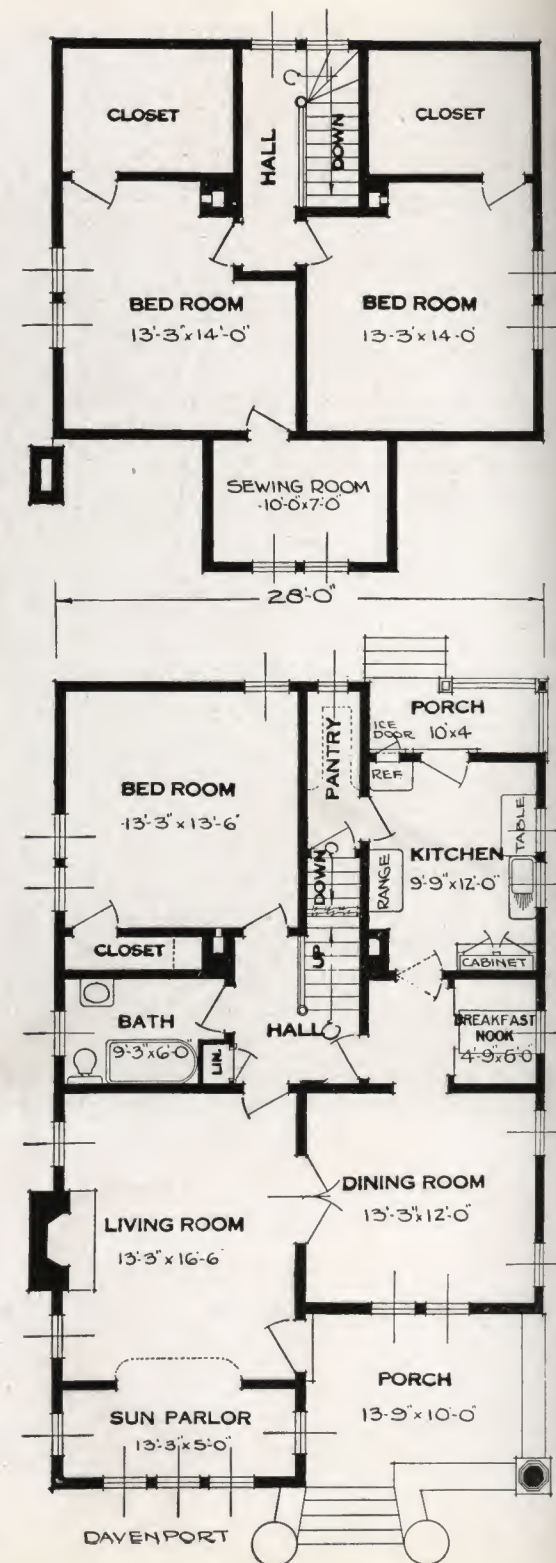 CLOSET
CLOSET
HALL
DOWN
BED ROOM
13'-3"x14'-0"
BED ROOM
13-3"x14-0'
SEWING ROOM
-10'-0"x7'-0"
28'-0"
PORCH
10'x4
ICE
DOOR
REF
PANTRY
BED ROOM
13'-3"x13'-6"
TABLE
KITCHEN
9'-9"x12'-0"
RANGE
DOWN
UP
CABINET
CLOSET
BATH
9'-3"x6'-0"
LIN.
HALL
BREAKFAST
NOOK
4'-9"x6'-0"
DINING ROOM
13'-3"x12'-0"
LIVING ROOM
13'-3"x16'-6"
PORCH
13'-9"x10'-0"
SUN PARLOR
13'-3"x5'-0"
DAVENPORT